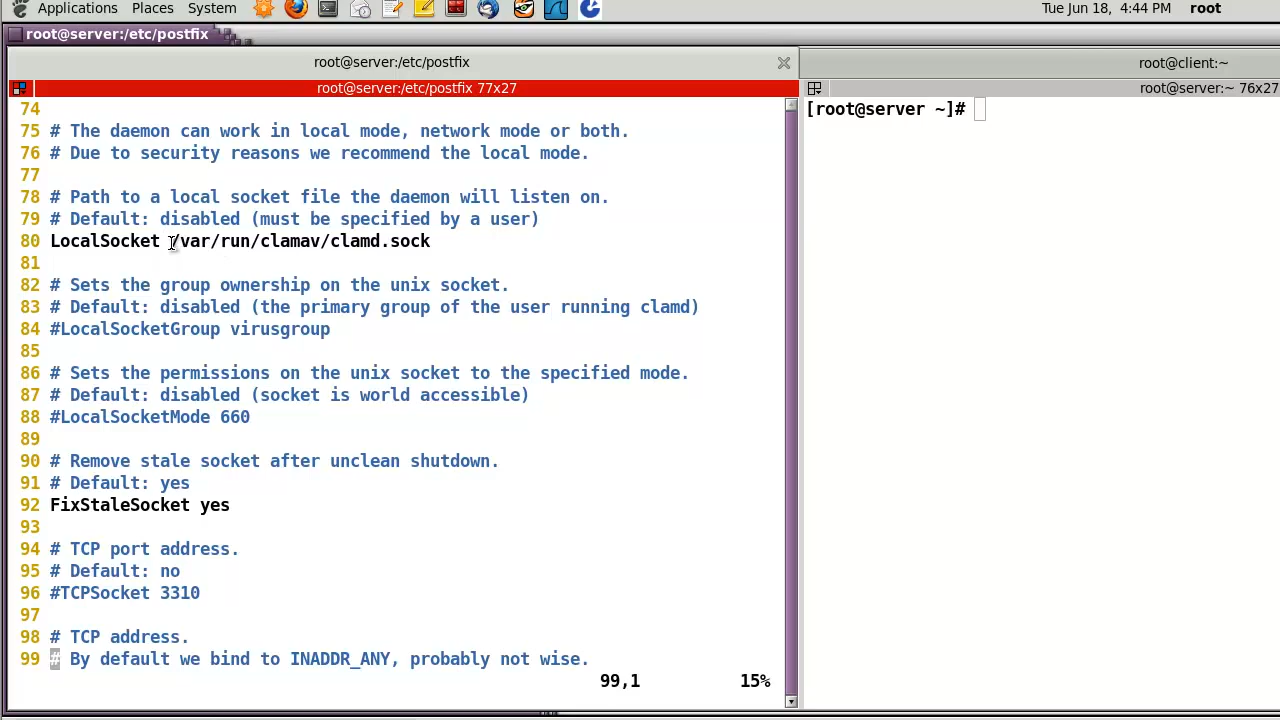 Applications Places System
Tue Jun 18, 4:44 PM root
root@server:/etc/postfix
root@server:/etc/postfix
root@client:~
root@server:/etc/postfix 77x27
root@server:~ 76x27
74
75 # The daemon can work in local mode, network mode or both.
76 # Due to security reasons we recommend the local mode.
77
78 # Path to a local socket file the daemon will listen on.
79 # Default: disabled (must be specified by a user)
80 LocalSocket /var/run/clamav/clamd.sock
81
82 # Sets the group ownership on the unix socket.
83 # Default: disabled (the primary group of the user running clamd)
84 #LocalSocketGroup virusgroup
85
86 # Sets the permissions on the unix socket to the specified mode.
87 # Default: disabled (socket is world accessible)
88 #LocalSocketMode 660
89
90 # Remove stale socket after unclean shutdown.
91 # Default: yes
92 FixStaleSocket yes
93
94 # TCP port address.
95 # Default: no
96 #TCPSocket 3310
97
98 # TCP address.
99 # By default we bind to INADDR_ANY, probably not wise.
99,1 15%
[root@server ~]#